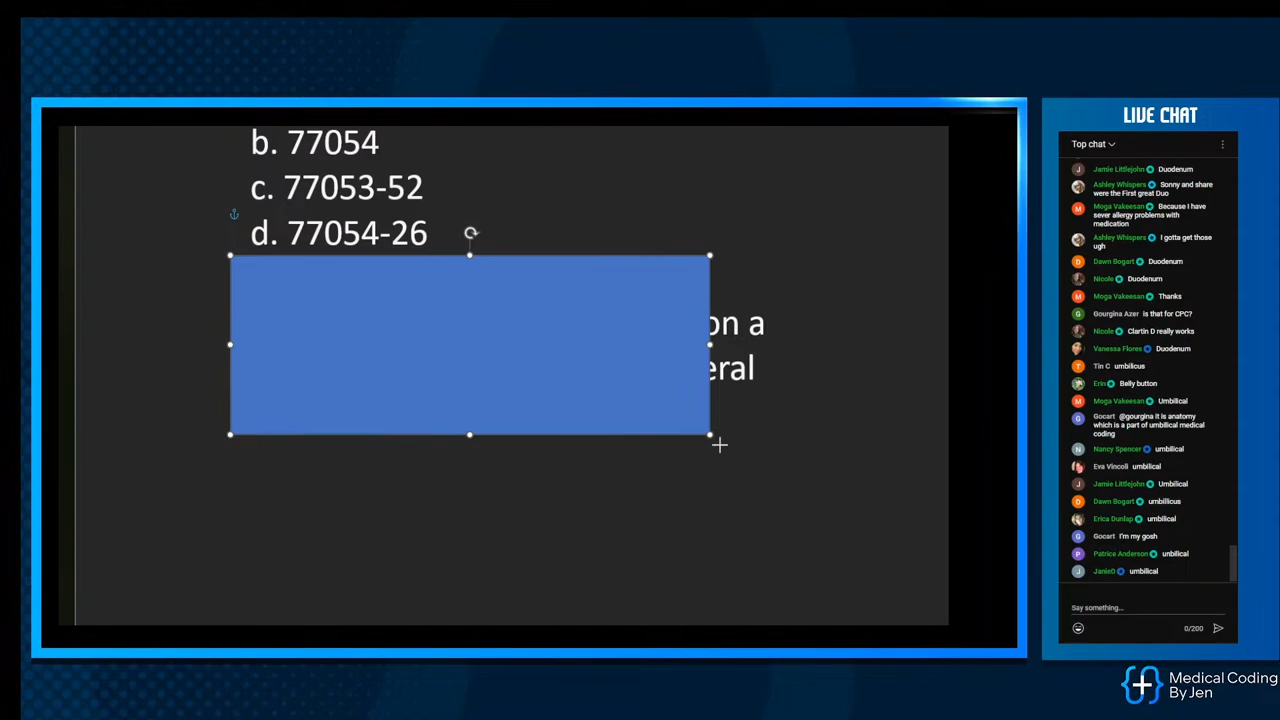 b. 77054
c. 77053-52
d. 77054-26
on a
eral
LIVE CHAT
Top chat
Jamie Littlejohn Duodenum
Ashley Whispers Sonny and share
were the First great Duo
Moga Vakeesan Because I have
sever allergy problems with
medication
Ashley Whispers I gotta get those
ugh
Dawn Bogart Duodenum
Nicole Duodenum
Moga Vakeesan Thanks
Gourgina Azer is that for CPC?
Nicole Clartin D really works
Vanessa Flores Duodenum
Tin C umbilicus
Erin Belly button
Moga Vakeesan Umbilical
Gocart @gourgina it is anatomy
which is a part of umbilical medical
coding
Nancy Spencer umbilical
Eva Vincoli umbilical
Jamie Littlejohn Umbilical
Dawn Bogart umbillicus
Erica Dunlap umbilical
Gocart I'm my gosh
Patrice Anderson unbilical
JanieO umbilical
Say something...
0/200
Medical Coding
By Jen